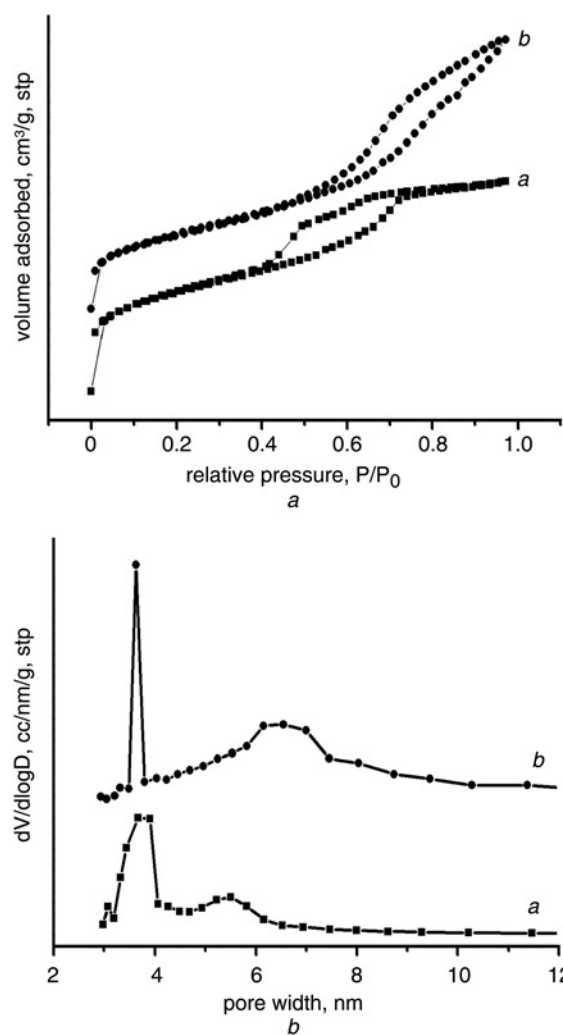 volume adsorbed, cm³/g, stp
b
a
0 0.2 0.4 0.6 0.8 1.0
relative pressure, P/P₀
a
dV/dlogD, cc/nm/g, stp
b
a
2 4 6 8 10 12
pore width, nm
b